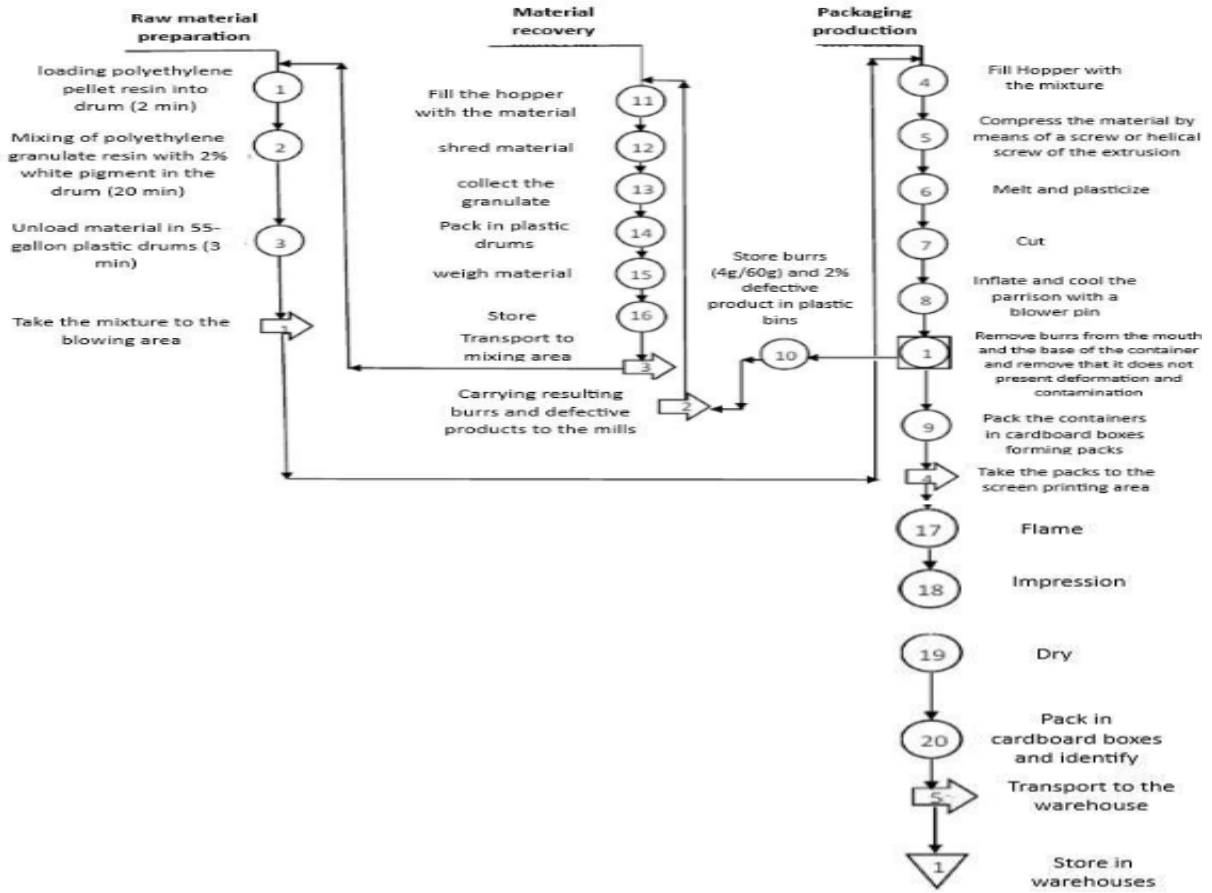 Raw material
preparation
1
loading polyethylene
pellet resin into
drum (2 min)
2
Mixing of polyethylene
granulate resin with 2%
white pigment in the
drum (20 min)
3
Unload material in 55-
gallon plastic drums (3
min)
1
Take the mixture to the
blowing area
Material
recovery
11
Fill the hopper
with the material
12
shred material
13
collect the
granulate
14
Pack in plastic
drums
15
weigh material
16
Store
3
Transport to
mixing area
2
Carrying resulting
burrs and defective
products to the mills
Store burrs
(4g/60g) and 2%
defective
product in plastic
bins
10
Packaging
production
4
Fill Hopper with
the mixture
5
Compress the material by
means of a screw or helical
screw of the extrusion
6
Melt and plasticize
7
Cut
8
Inflate and cool the
parrison with a
blower pin
1
Remove burrs from the mouth
and the base of the container
and remove that it does not
present deformation and
contamination
9
Pack the containers
in cardboard boxes
forming packs
4
Take the packs to the
screen printing area
17
Flame
18
Impression
19
Dry
20
Pack in
cardboard boxes
and identify
5
Transport to the
warehouse
1
Store in
warehouses